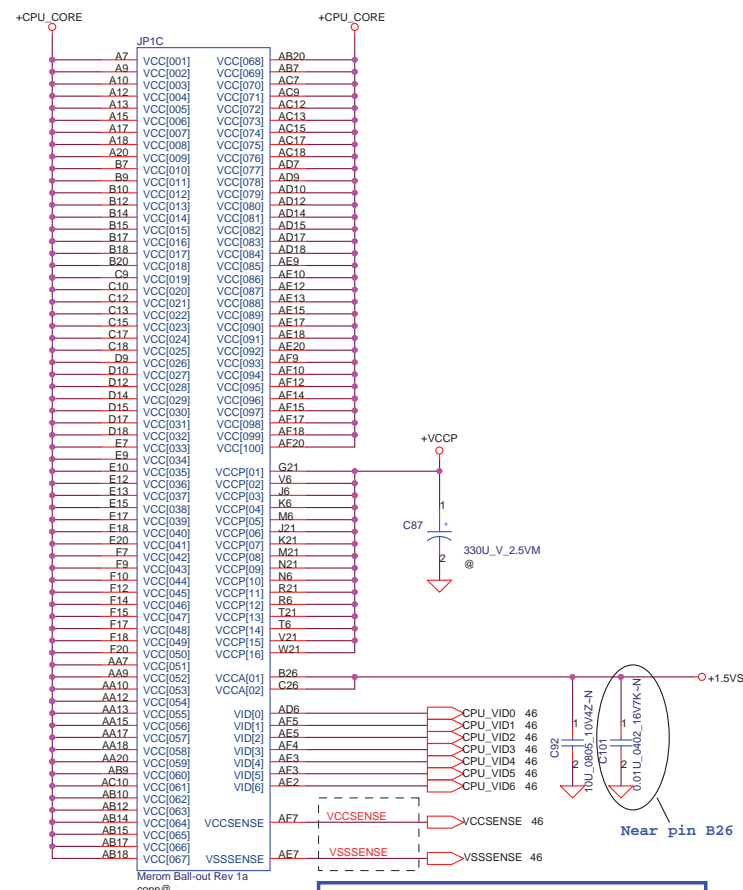 +CPU_CORE +CPU_CORE
JP1C
A7 VCC[001] VCC[068] AB20
A9 VCC[002] VCC[069] AB7
A10 VCC[003] VCC[070] AC7
A12 VCC[004] VCC[071] AC9
A13 VCC[005] VCC[072] AC12
A15 VCC[006] VCC[073] AC13
A17 VCC[007] VCC[074] AC15
A18 VCC[008] VCC[075] AC17
A20 VCC[009] VCC[076] AC18
B7 VCC[010] VCC[077] AD7
B9 VCC[011] VCC[078] AD9
B10 VCC[012] VCC[079] AD10
B12 VCC[013] VCC[080] AD12
B14 VCC[014] VCC[081] AD14
B15 VCC[015] VCC[082] AD15
B17 VCC[016] VCC[083] AD17
B18 VCC[017] VCC[084] AD18
B20 VCC[018] VCC[085] AE9
C9 VCC[019] VCC[086] AE10
C10 VCC[020] VCC[087] AE12
C12 VCC[021] VCC[088] AE13
C13 VCC[022] VCC[089] AE15
C15 VCC[023] VCC[090] AE17
C17 VCC[024] VCC[091] AE18
C18 VCC[025] VCC[092] AE20
D9 VCC[026] VCC[093] AF9
D10 VCC[027] VCC[094] AF10
D12 VCC[028] VCC[095] AF12
D14 VCC[029] VCC[096] AF14
D15 VCC[030] VCC[097] AF15
D17 VCC[031] VCC[098] AF17
D18 VCC[032] VCC[099] AF18
E7 VCC[033] VCC[100] AF20
E9 VCC[034]
+VCCP
E10 VCC[035] VCCP[01] G21
E12 VCC[036] VCCP[02] V6
E13 VCC[037] VCCP[03] J6
E15 VCC[038] VCCP[04] K6
E17 VCC[039] VCCP[05] M6
E18 VCC[040] VCCP[06] J21
E20 VCC[041] VCCP[07] K21
F7 VCC[042] VCCP[08] M21
F9 VCC[043] VCCP[09] N21
F10 VCC[044] VCCP[10] N6
F12 VCC[045] VCCP[11] R21
F14 VCC[046] VCCP[12] R6
F15 VCC[047] VCCP[13] T21
F17 VCC[048] VCCP[14] T6
F18 VCC[049] VCCP[15] V21
F20 VCC[050] VCCP[16] W21
1
C87 +
330U_V_2.5VM
2
@
AA7 VCC[051]
AA9 VCC[052] VCCA[01] B26
AA10 VCC[053] VCCA[02] C26
+1.5VS
AA12 VCC[054]
AA13 VCC[055] VID[0] AD6 CPU_VID0 46
AA15 VCC[056] VID[1] AF5 CPU_VID1 46
AA17 VCC[057] VID[2] AE5 CPU_VID2 46
AA18 VCC[058] VID[3] AF4 CPU_VID3 46
AA20 VCC[059] VID[4] AE3 CPU_VID4 46
AB9 VCC[060] VID[5] AF3 CPU_VID5 46
AC10 VCC[061] VID[6] AE2 CPU_VID6 46
AB10 VCC[062]
AB12 VCC[063]
AB14 VCC[064] VCCSENSE AF7 VCCSENSE VCCSENSE 46
AB15 VCC[065]
AB17 VCC[066]
AB18 VCC[067] VSSSENSE AE7 VSSSENSE VSSSENSE 46
1
C92
2
10U_0805_10V4Z~N
1
C101
2
0.01U_0402_16V7K~N
Near pin B26
Merom Ball-out Rev 1a
conn@